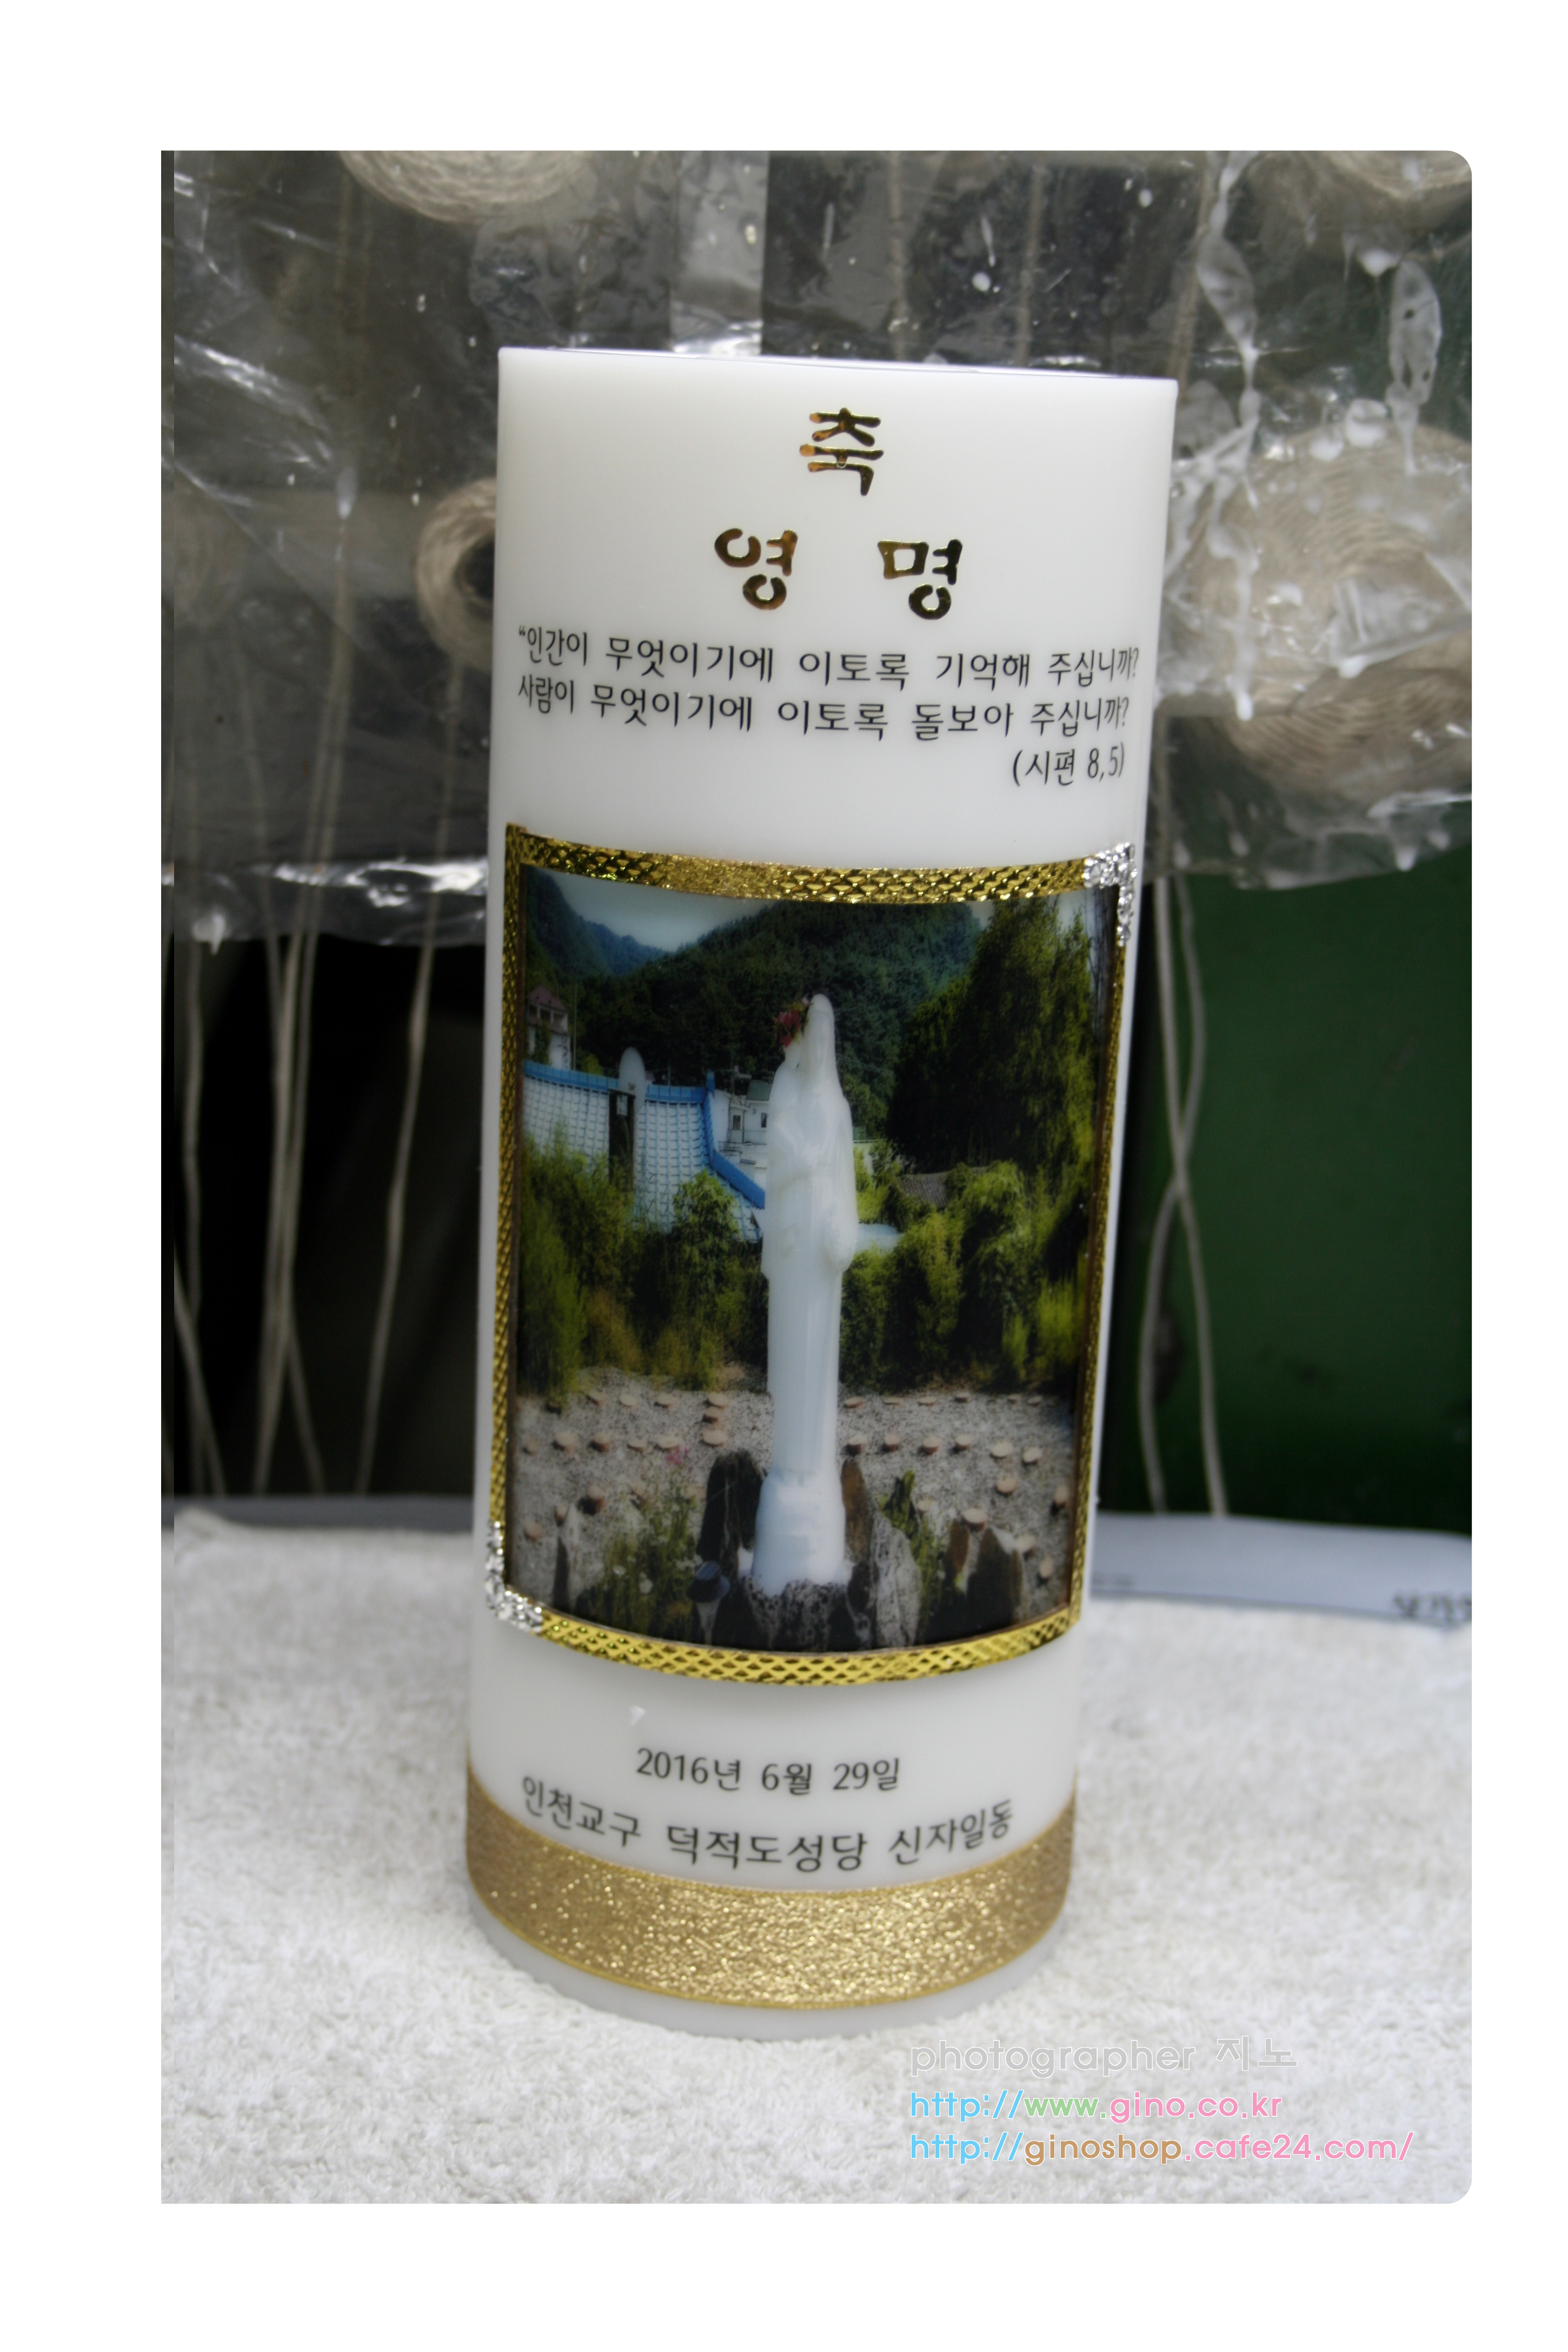 축
영 명
“인간이 무엇이기에 이토록 기억해 주십니까?
사람이 무엇이기에 이토록 돌보아 주십니까?
(시편 8,5)
2016년 6월 29일
인천교구 덕적도성당 신자일동
photographer 지노
http://www.gino.co.kr
http://ginoshop.cafe24.com/